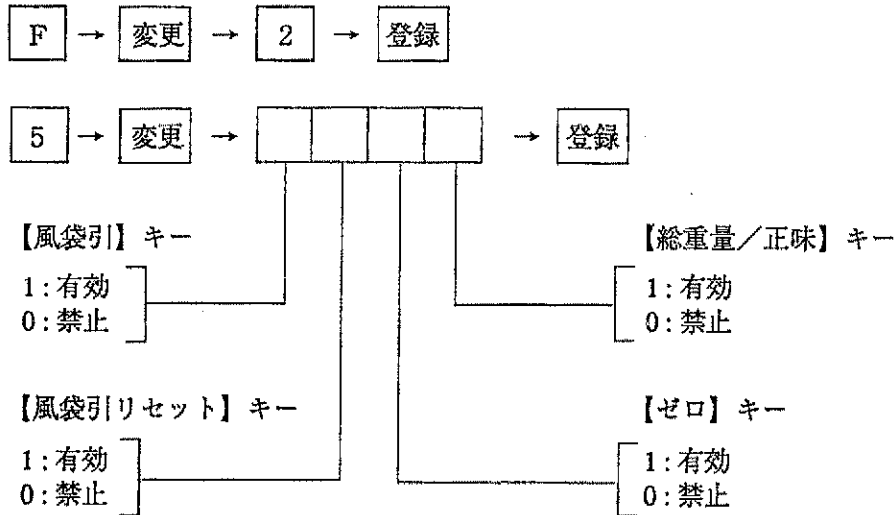 F → 変更 → 2 → 登録
5 → 変更 → → 登録
【風袋引】キー
1:有効
0:禁止
【総重量／正味】キー
1:有効
0:禁止
【風袋引リセット】キー
1:有効
0:禁止
【ゼロ】キー
1:有効
0:禁止